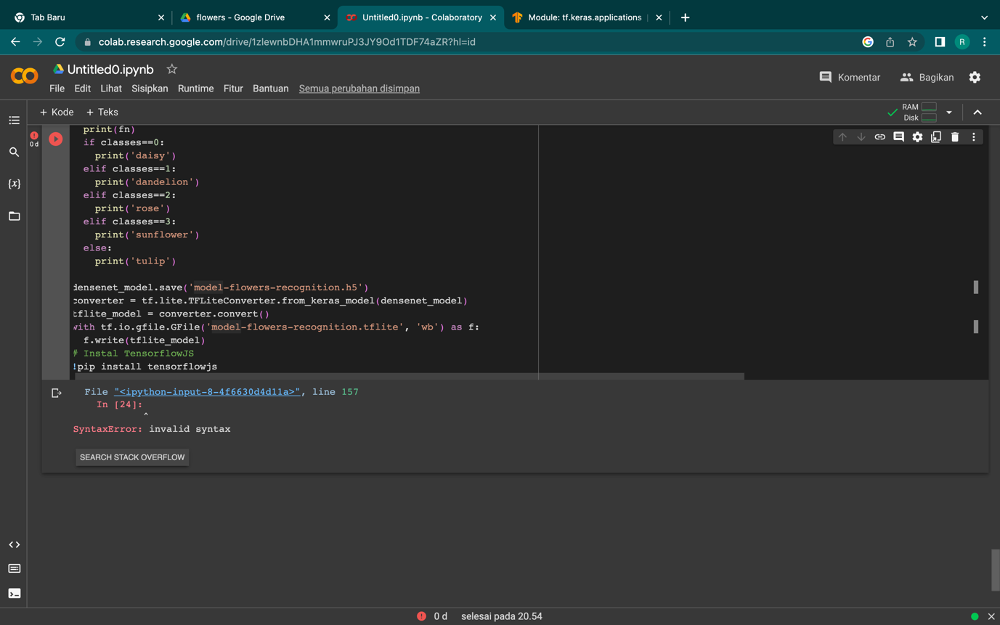 Tab Baru
flowers - Google Drive
Untitled0.ipynb - Colaboratory
Module: tf.keras.applications
colab.research.google.com/drive/1zlewnbDHA1mmwruPJ3JY9Od1TDF74aZR?hl=id
R
Untitled0.ipynb
Komentar
Bagikan
File Edit Lihat Sisipkan Runtime Fitur Bantuan Semua perubahan disimpan
+ Kode + Teks
RAM
Disk
0 d
{x}
print(fn)
if classes==0:
print('daisy')
elif classes==1:
print('dandelion')
elif classes==2:
print('rose')
elif classes==3:
print('sunflower')
else:
print('tulip')
densenet_model.save('model-flowers-recognition.h5')
converter = tf.lite.TFLiteConverter.from_keras_model(densenet_model)
tflite_model = converter.convert()
with tf.io.gfile.GFile('model-flowers-recognition.tflite', 'wb') as f:
f.write(tflite_model)
# Instal TensorflowJS
!pip install tensorflowjs
File "<ipython-input-8-4f6630d4d11a>", line 157
In [24]:
^
SyntaxError: invalid syntax
SEARCH STACK OVERFLOW
0 d selesai pada 20.54